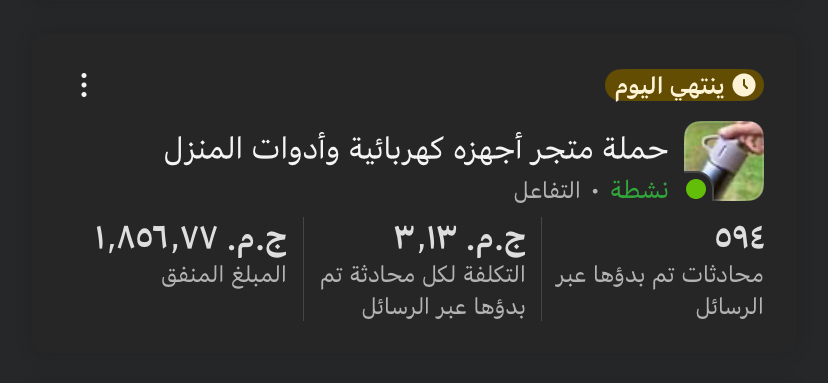 ينتهي اليوم
حملة متجر أجهزه كهربائية وأدوات المنزل
نشطة • التفاعل
٥٩٤
محادثات تم بدؤها عبر
الرسائل
ج.م. ٣,١٣
التكلفة لكل محادثة تم
بدؤها عبر الرسائل
ج.م. ١,٨٥٦,٧٧
المبلغ المنفق